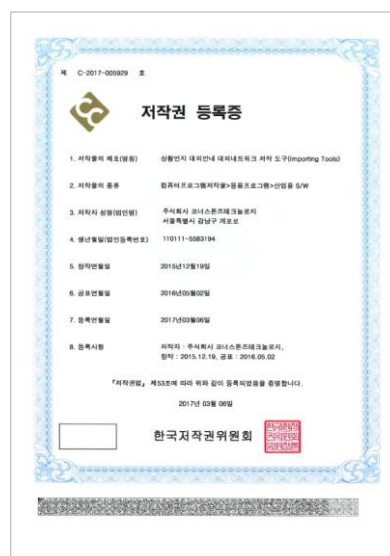 제 C-2017-005929 호
저작권 등록증
1. 저작물의 제호(명칭) 상황인지 대피안내 대피네트워크 저작 도구(Importing Tools)
2. 저작물의 종류 컴퓨터프로그램저작물>응용프로그램>산업용 S/W
3. 저작자 성명(법인명) 주식회사 코너스톤즈테크놀로지
서울특별시 강남구 개포로
4. 생년월일(법인등록번호) 110111-5583194
5. 창작연월일 2015년12월19일
6. 공표연월일 2016년05월02일
7. 등록연월일 2017년03월06일
8. 등록사항 저작자 : 주식회사 코너스톤즈테크놀로지,
창작 : 2015.12.19, 공표 : 2016.05.02
『저작권법』 제53조에 따라 위와 같이 등록되었음을 증명합니다.
2017년 03월 06일
한국저작권위원회